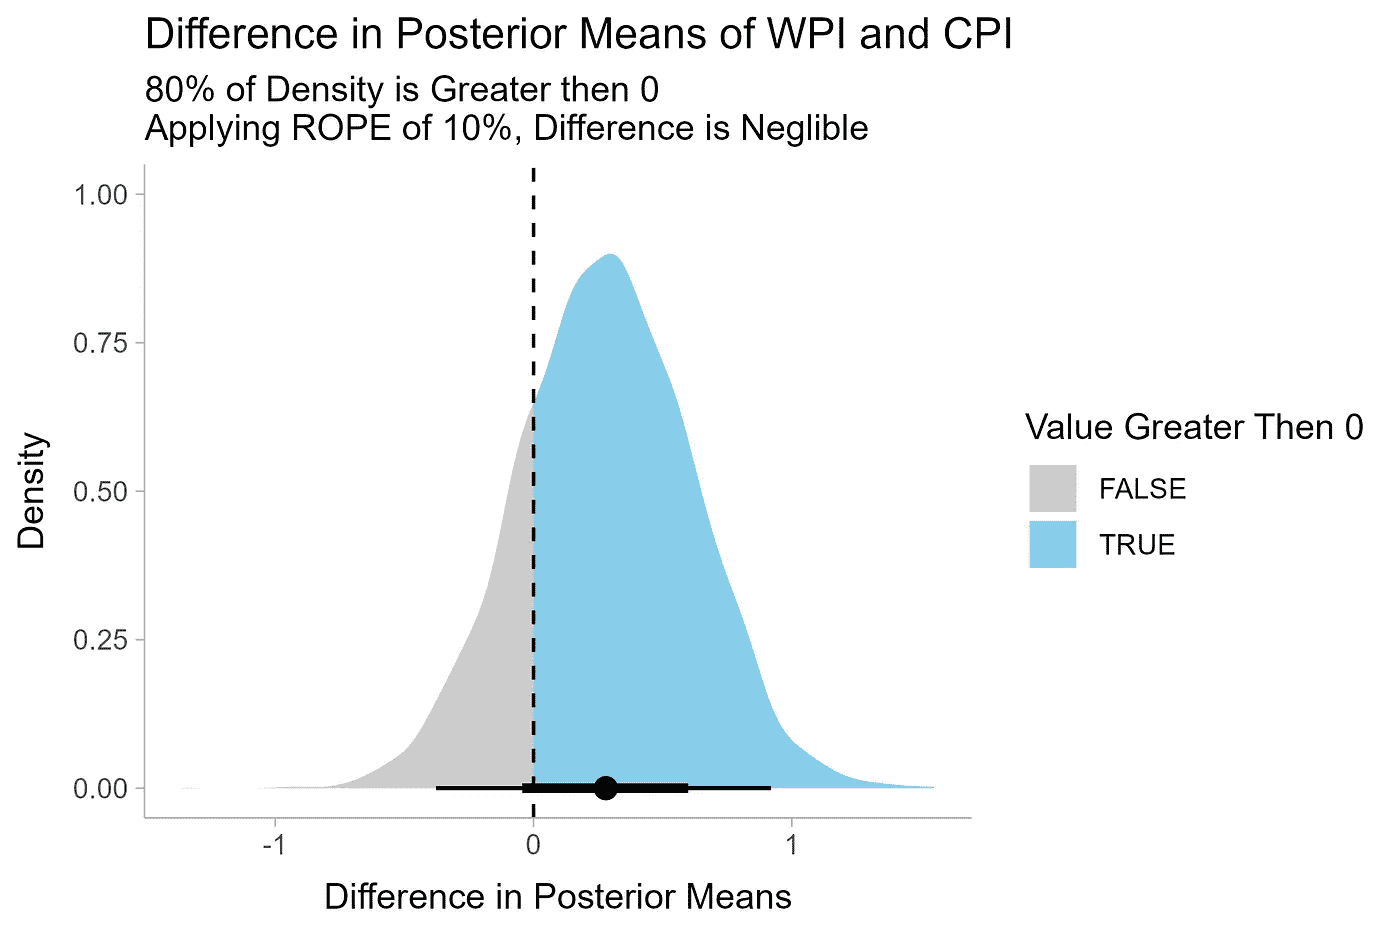 Difference in Posterior Means of WPI and CPI
80% of Density is Greater then 0
Applying ROPE of 10%, Difference is Neglible
1.00
0.75
0.50
0.25
0.00
Density
-1
0
1
Difference in Posterior Means
Value Greater Then 0
FALSE
TRUE